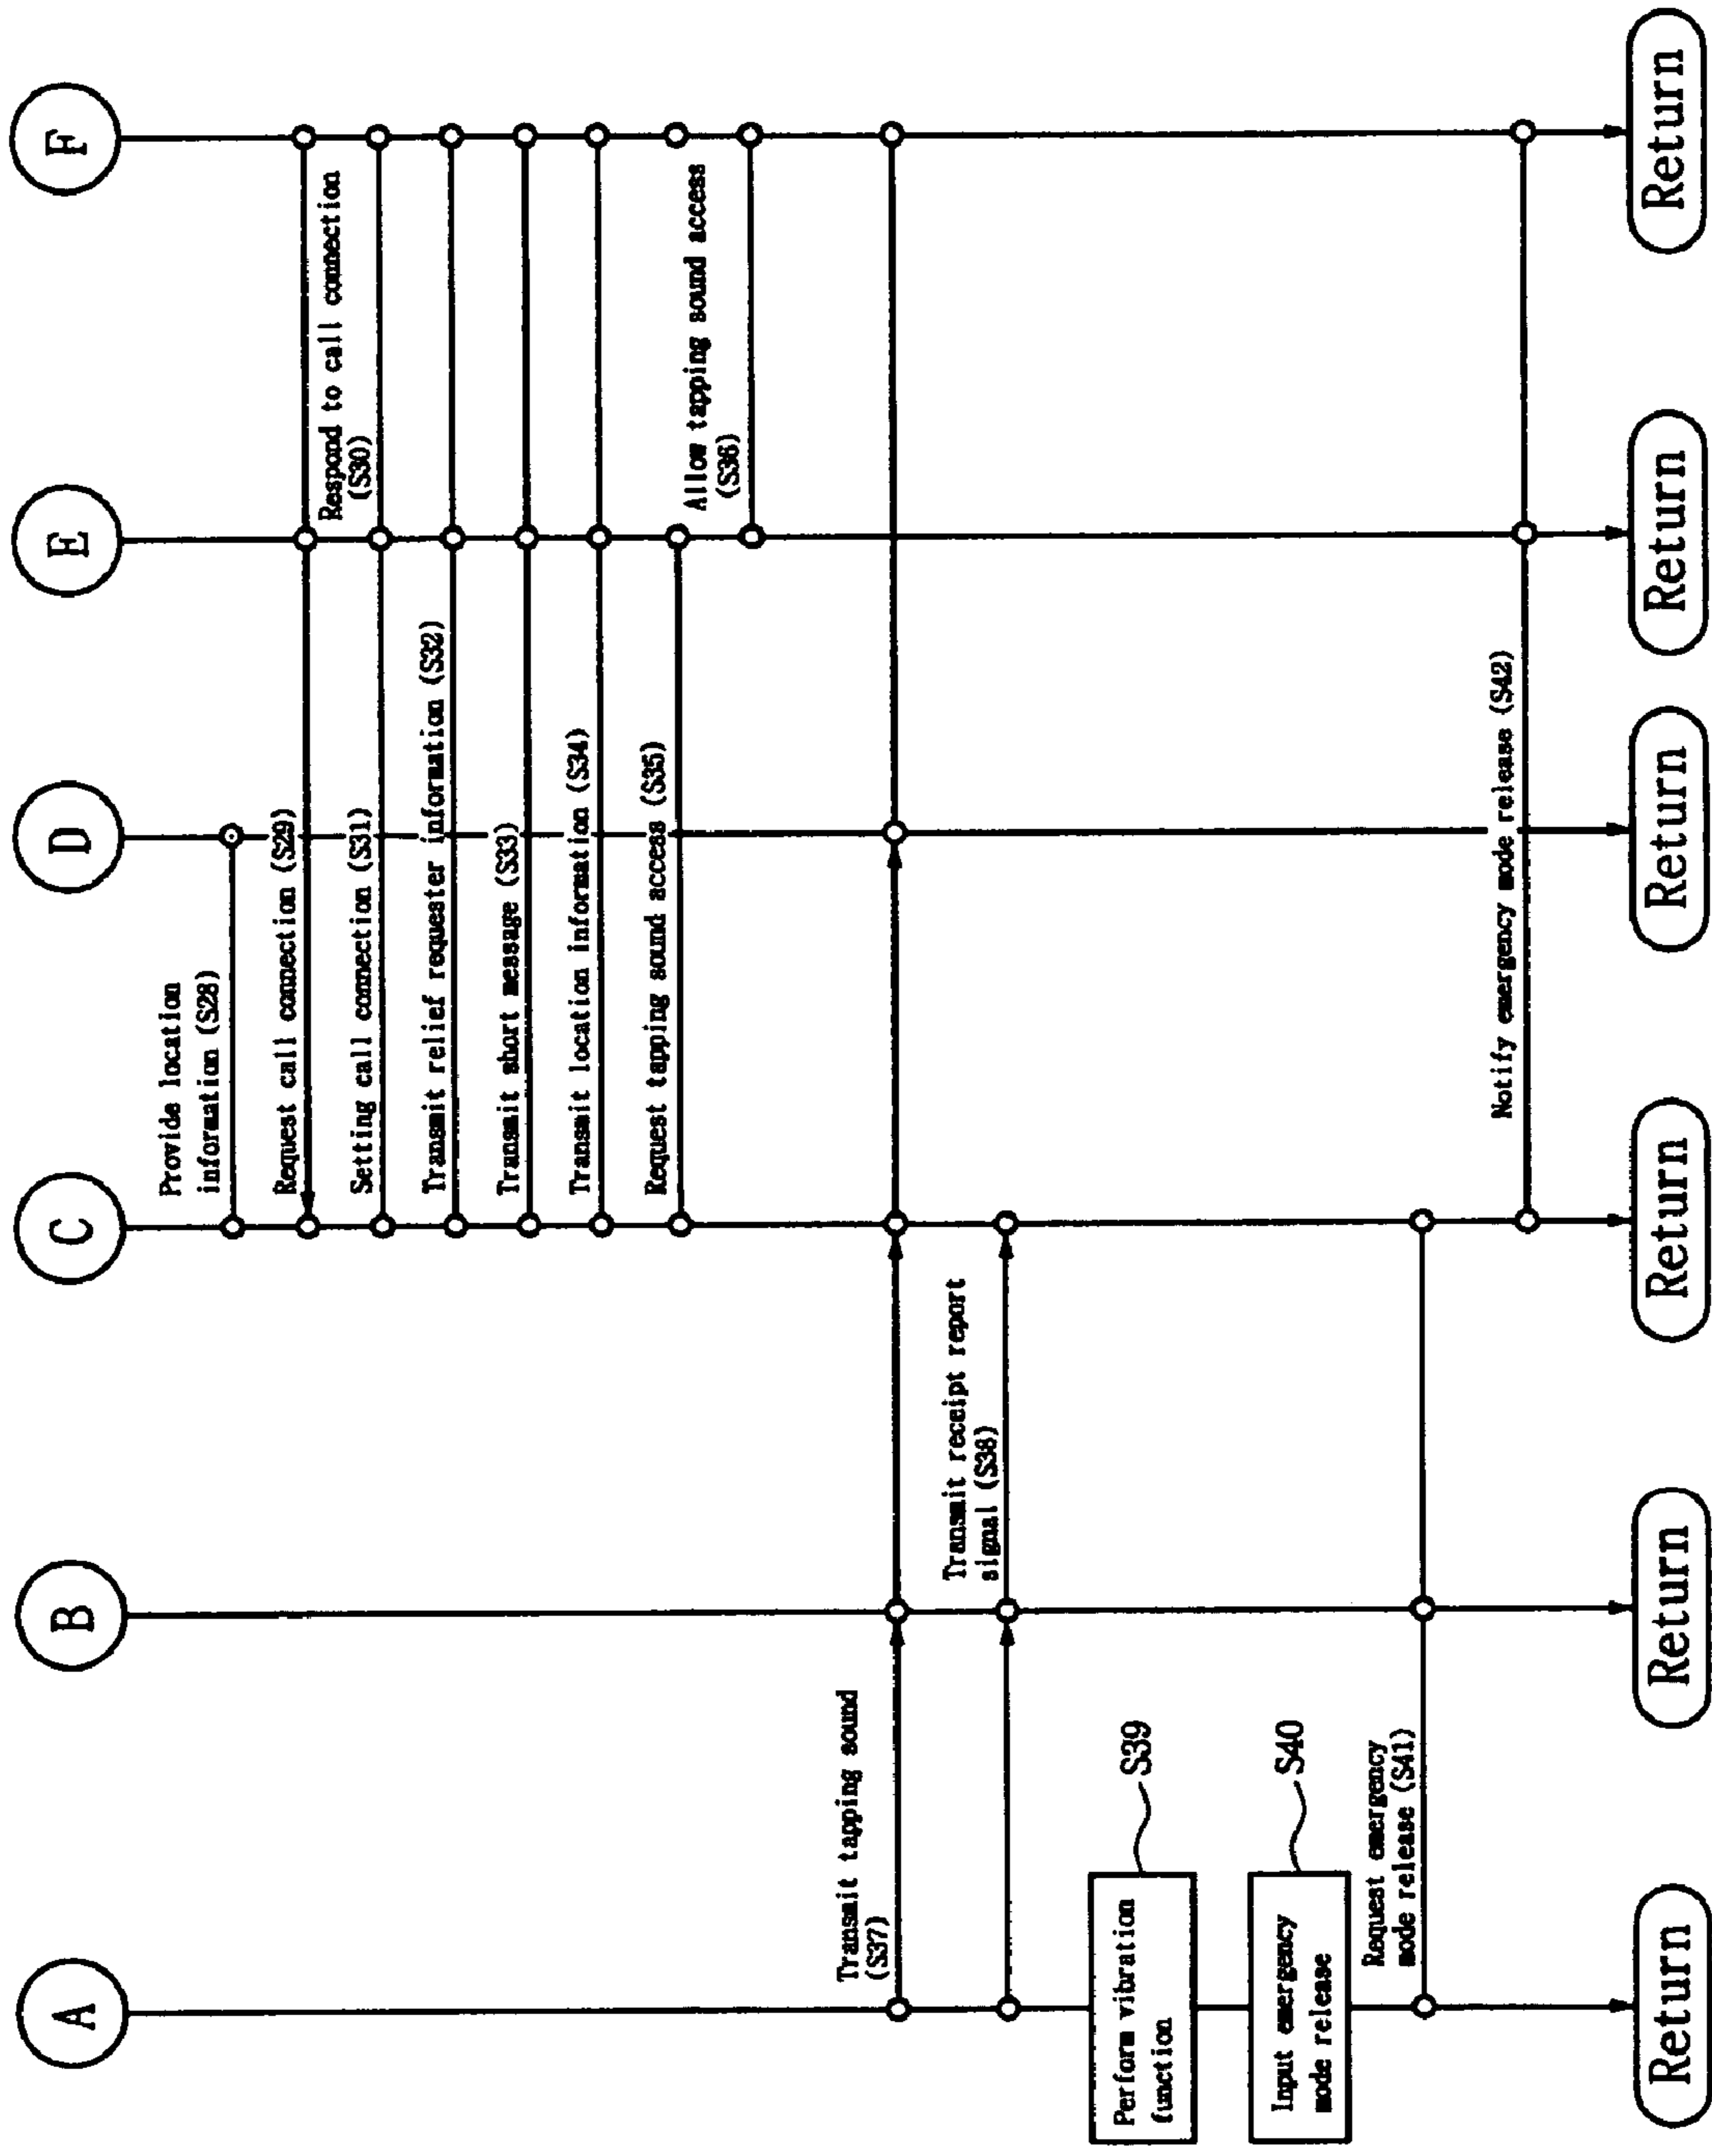 A
B
C
D
E
F
Provide location
information (S28)
Request call connection (S29)
Respond to call connection
(S30)
Setting call connection (S31)
Transmit relief requester information (S32)
Transmit short message (S33)
Transmit location information (S34)
Request tapping sound access (S35)
Allow tapping sound access
(S36)
Transmit tapping sound
(S37)
Transmit receipt report
signal (S38)
Perform vibration
function
S39
Input emergency
mode release
S40
Request emergency
mode release (S41)
Notify emergency mode release (S42)
Return
Return
Return
Return
Return
Return